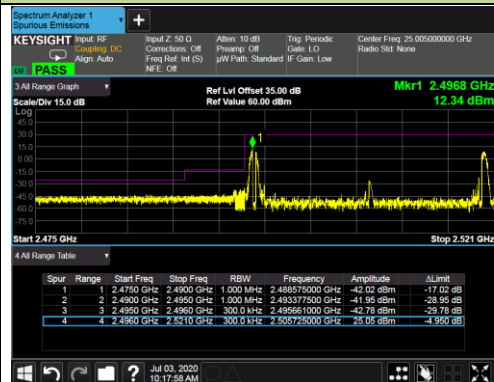 Spectrum Analyzer 1
Spurious Emissions
+
KEYSIGHT Input: RF Input Z: 50 Ω Atten: 10 dB Trig: Periodic Center Freq: 25.005000000 GHz
Coupling: DC Corrections: Off Preamp: Off Gate: LO Radio Std: None
Align: Auto Freq Ref: Int (S) µW Path: Standard IF Gain: Low
NFE: Off
LW PASS
3 All Range Graph
Ref Lvl Offset 35.00 dB
Mkr1 2.4968 GHz
Scale/Div 15.0 dB Ref Value 60.00 dBm 12.34 dBm
Log
45.0
30.0
15.0
0.00
-15.0
-30.0
-45.0
-60.0
-75.0
1
Start 2.475 GHz Stop 2.521 GHz
4 All Range Table
Spur Range Start Freq Stop Freq RBW Frequency Amplitude ΔLimit
1 1 2.4750 GHz 2.4900 GHz 1.000 MHz 2.488575000 GHz -42.02 dBm -17.02 dB
2 2 2.4900 GHz 2.4950 GHz 1.000 MHz 2.493377500 GHz -41.95 dBm -28.95 dB
3 3 2.4950 GHz 2.4960 GHz 300.0 kHz 2.495661000 GHz -42.78 dBm -29.78 dB
4 4 2.4960 GHz 2.5210 GHz 300.0 kHz 2.505725000 GHz 25.05 dBm -4.950 dB
? Jul 03, 2020
10:17:58 AM